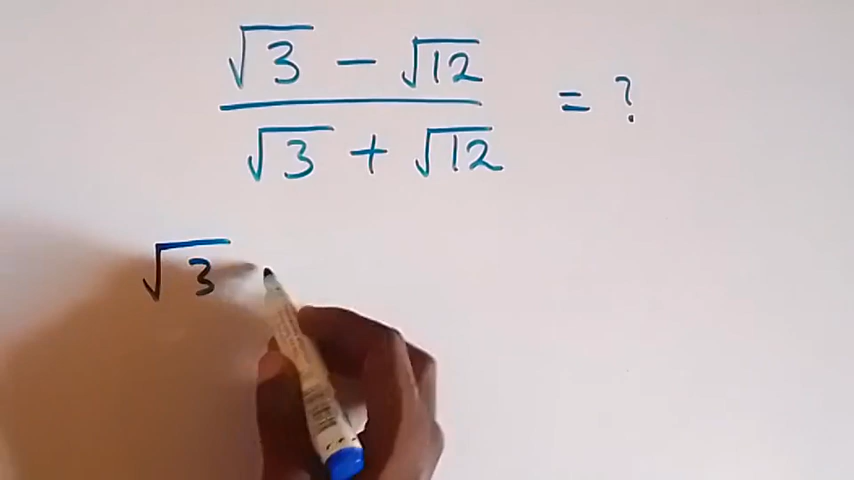 √3 - √12
= ?
√3 + √12
√3